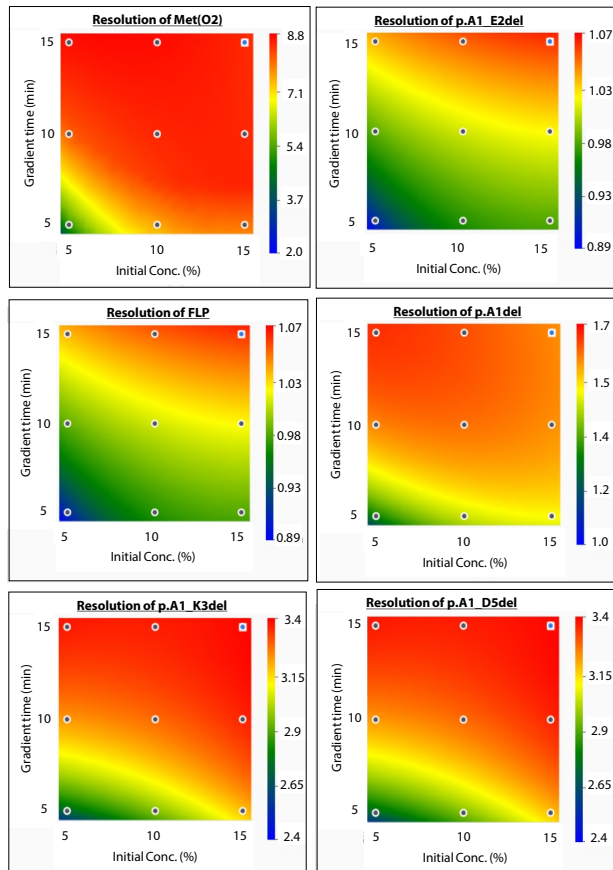 Resolution of Met(O2)
Gradient time (min)
15
10
5
5 10 15
Initial Conc. (%)
8.8
7.1
5.4
3.7
2.0
Resolution of p.A1_E2del
Gradient time (min)
15
10
5
5 10 15
Initial Conc. (%)
1.07
1.03
0.98
0.93
0.89
Resolution of FLP
Gradient time (min)
15
10
5
5 10 15
Initial Conc. (%)
1.07
1.03
0.98
0.93
0.89
Resolution of p.A1del
Gradient time (min)
15
10
5
5 10 15
Initial Conc. (%)
1.7
1.5
1.4
1.2
1.0
Resolution of p.A1_K3del
Gradient time (min)
15
10
5
5 10 15
Initial Conc. (%)
3.4
3.15
2.9
2.65
2.4
Resolution of p.A1_D5del
Gradient time (min)
15
10
5
5 10 15
Initial Conc. (%)
3.4
3.15
2.9
2.65
2.4